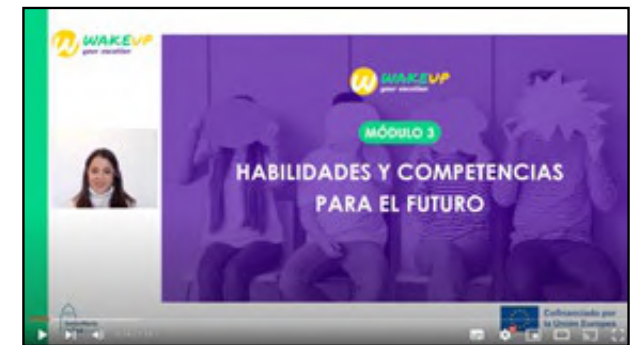 WAKEUP
your vocation
WAKEUP
your vocation
MÓDULO 3
HABILIDADES Y COMPETENCIAS
PARA EL FUTURO
Cofinanciado por
la Unión Europea